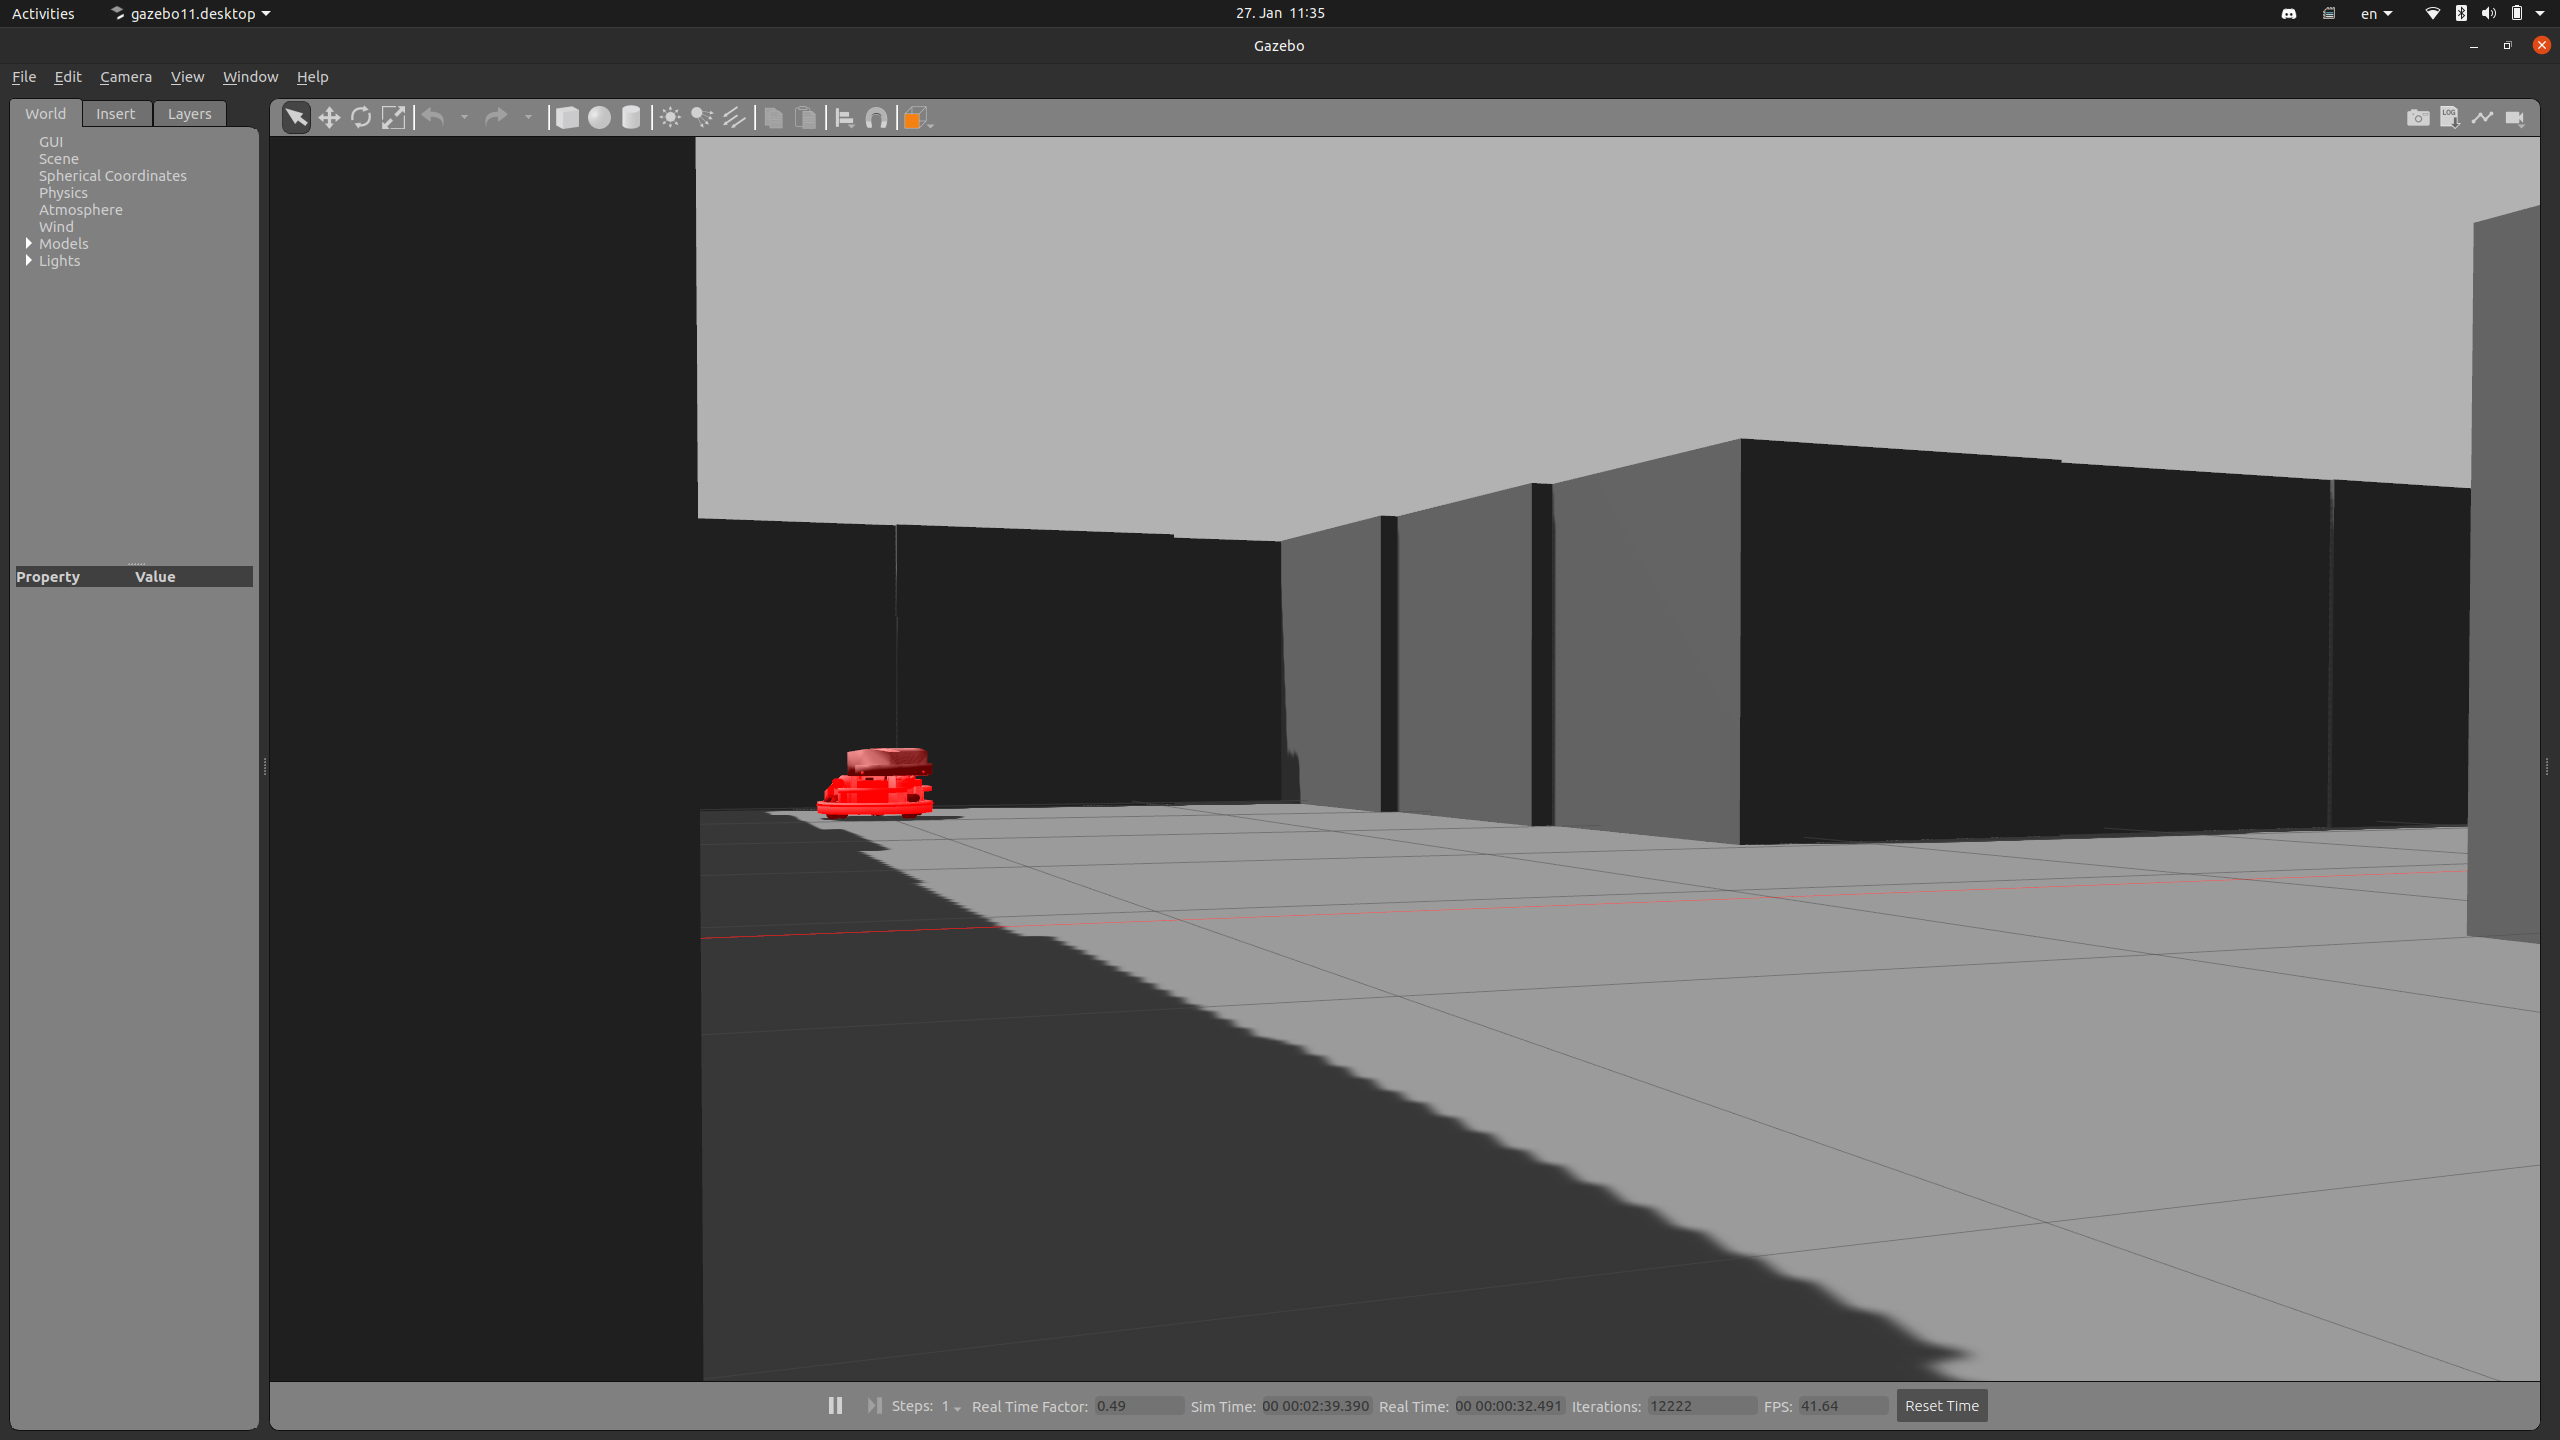 Activities gazebo11.desktop 27. Jan 11:35 en
Gazebo
File Edit Camera View Window Help
World Insert Layers
LOG
GUI
Scene
Spherical Coordinates
Physics
Atmosphere
Wind
Models
Lights
Property Value
Steps: 1 Real Time Factor: 0.49 Sim Time: 00 00:02:39.390 Real Time: 00 00:00:32.491 Iterations: 12222 FPS: 41.64 Reset Time